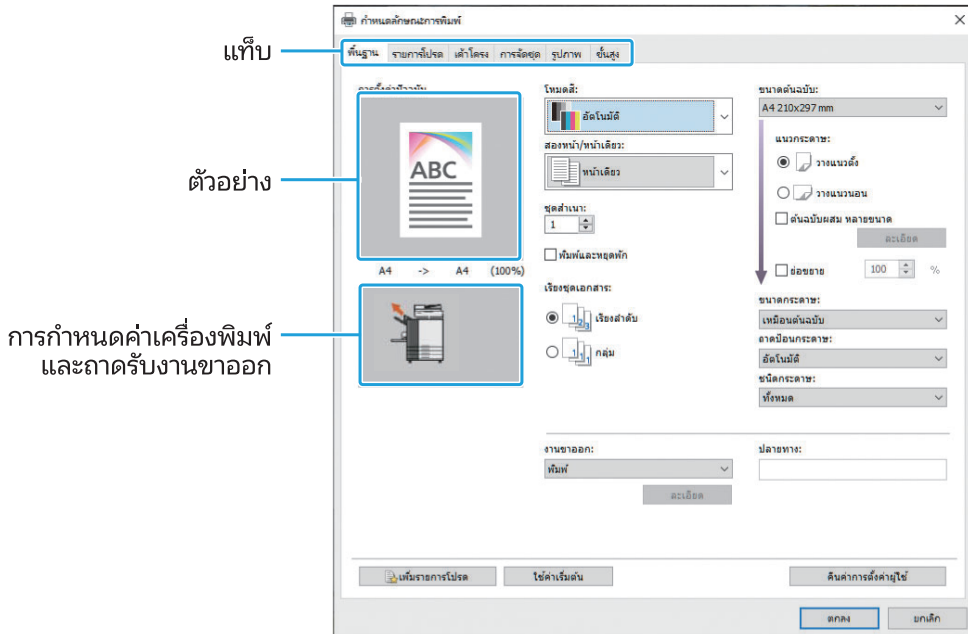 กำหนดลักษณะการพิมพ์
แท็บ
พื้นฐาน รายการโปรด เค้าโครง การจัดชุด รูปภาพ ขั้นสูง
การตั้งค่าปัจจุบัน
ตัวอย่าง
ABC
A4 -> A4 (100%)
การกำหนดค่าเครื่องพิมพ์
และถาดรับงานขาออก
โหมดสี:
อัตโนมัติ
สองหน้า/หน้าเดียว:
หน้าเดียว
ชุดสำเนา:
1
พิมพ์และหยุดพัก
เรียงชุดเอกสาร:
1 2 3 เรียงลำดับ
1 1 1 กลุ่ม
ขนาดต้นฉบับ:
A4 210x297 mm
แนวกระดาษ:
วางแนวตั้ง
วางแนวนอน
ต้นฉบับผสม หลายขนาด
ละเอียด
ย่อขยาย 100 %
ขนาดกระดาษ:
เหมือนต้นฉบับ
ถาดป้อนกระดาษ:
อัตโนมัติ
ชนิดกระดาษ:
ทั้งหมด
งานขาออก:
พิมพ์
ละเอียด
ปลายทาง:
เพิ่มรายการโปรด ใช้ค่าเริ่มต้น คืนค่าการตั้งค่าผู้ใช้
ตกลง ยกเลิก